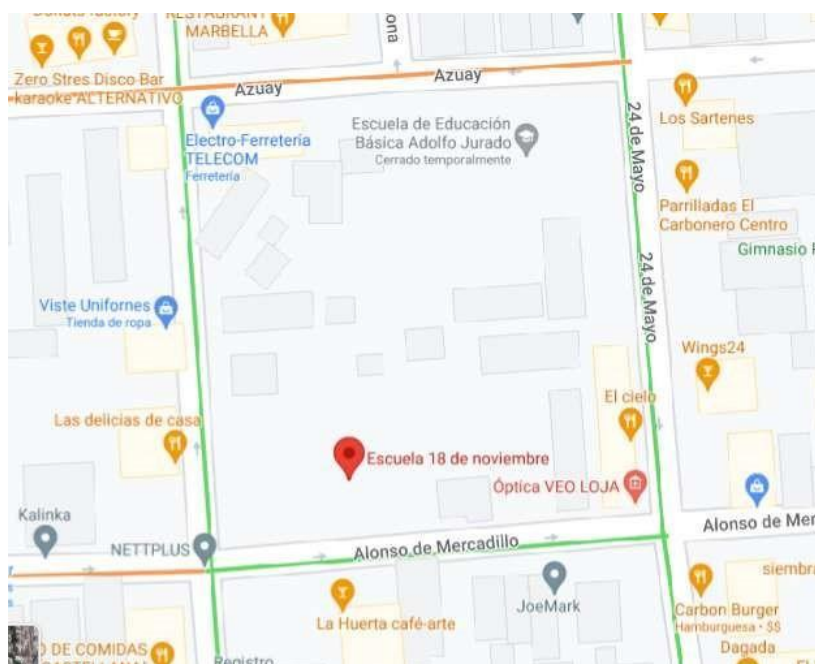 RESTAURANT
MARBELLA
Zero Stres Disco Bar
karaoke ALTERNATIVO
Azuay
Azuay
Electro-Ferretería
TELECOM
Ferretería
Escuela de Educación
Básica Adolfo Jurado
Cerrado temporalmente
24 de Mayo
Los Sartenes
Parrilladas El
Carbonero Centro
Gimnasio
24 de Mayo
Viste Unifornes
Tienda de ropa
Wings24
El cielo
Las delicias de casa
Escuela 18 de noviembre
Óptica VEO LOJA
Kalinka
NETTPLUS
Alonso de Mercadillo
Alonso de Mer
La Huerta café-arte
JoeMark
siembra
Carbon Burger
Hamburguesa • $$
O DE COMIDAS
Registro
Dagada